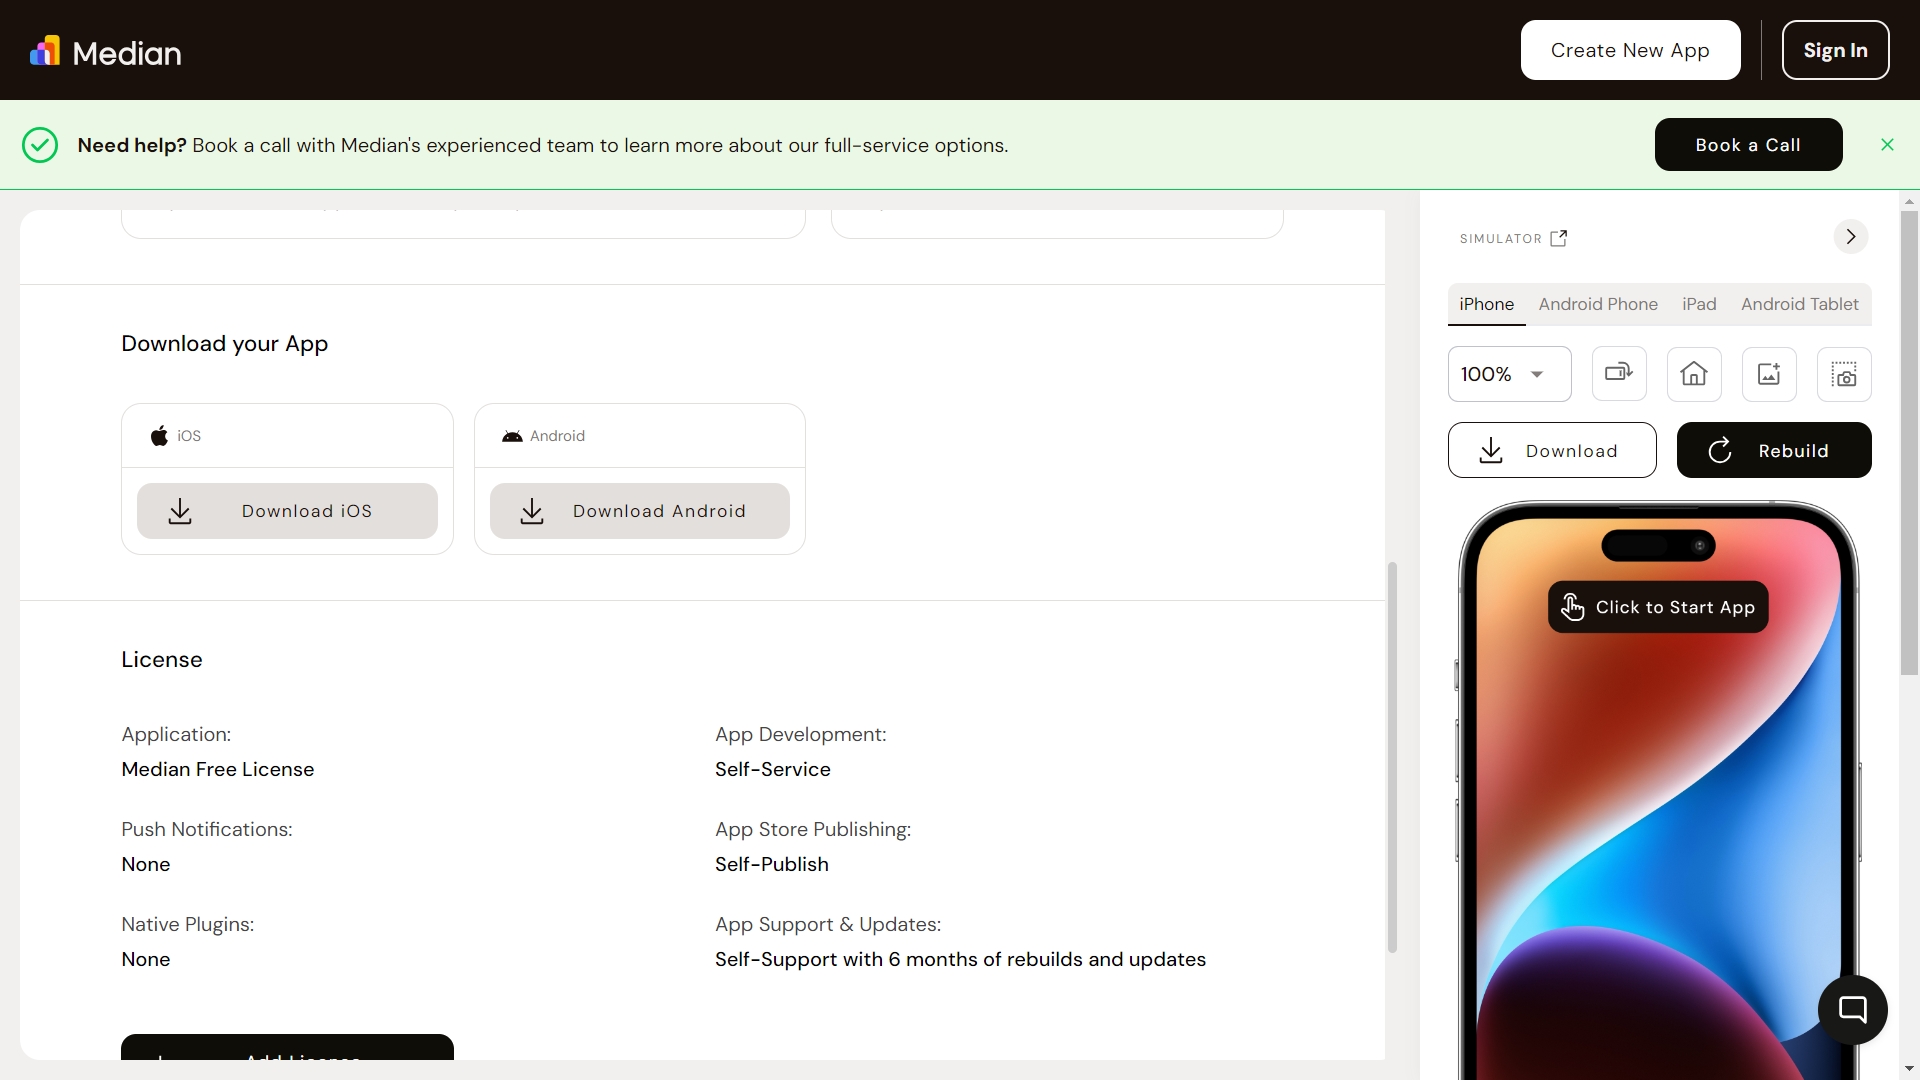 Median
Create New App
Sign In
Need help? Book a call with Median's experienced team to learn more about our full-service options.
Book a Call
SIMULATOR
iPhone
Android Phone
iPad
Android Tablet
100%
Download
Rebuild
Click to Start App
Download your App
iOS
Android
Download iOS
Download Android
License
Application:
Median Free License
App Development:
Self-Service
Push Notifications:
None
App Store Publishing:
Self-Publish
Native Plugins:
None
App Support & Updates:
Self-Support with 6 months of rebuilds and updates
Add License